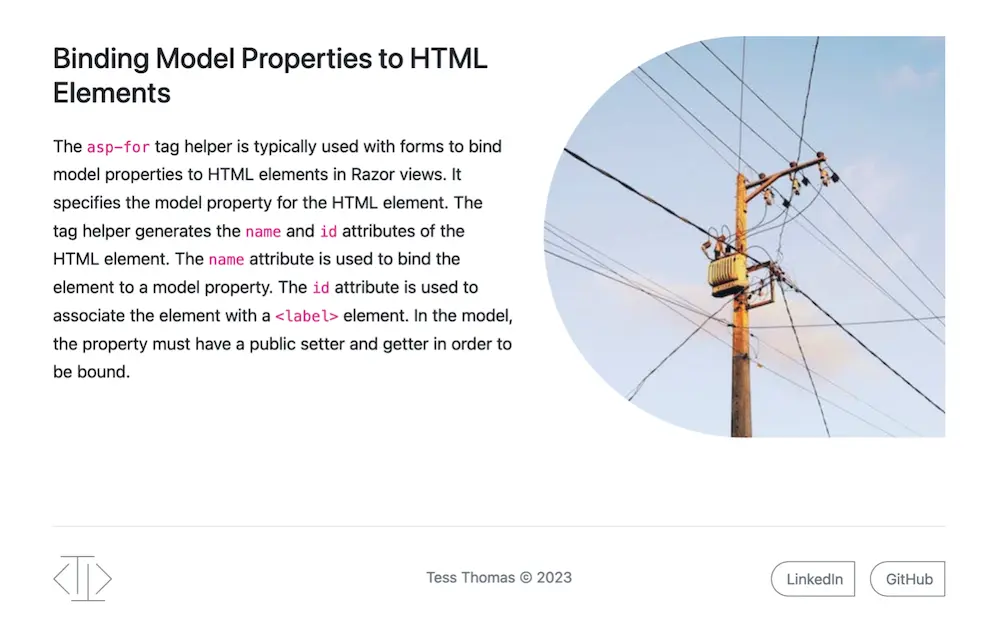 Binding Model Properties to HTML
Elements
The asp-for tag helper is typically used with forms to bind
model properties to HTML elements in Razor views. It
specifies the model property for the HTML element. The
tag helper generates the name and id attributes of the
HTML element. The name attribute is used to bind the
element to a model property. The id attribute is used to
associate the element with a <label> element. In the model,
the property must have a public setter and getter in order to
be bound.
Tess Thomas © 2023
LinkedIn
GitHub